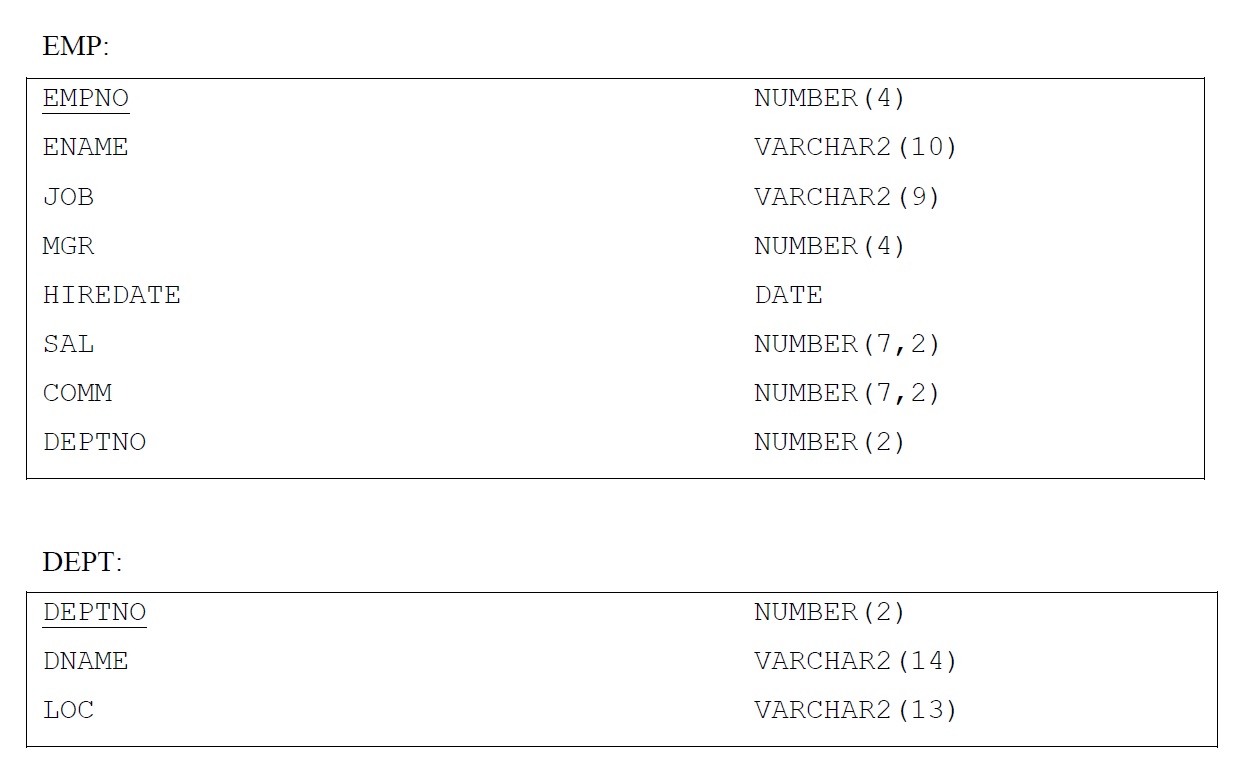 EMP:
EMPNO NUMBER(4)
ENAME VARCHAR2(10)
JOB VARCHAR2(9)
MGR NUMBER(4)
HIREDATE DATE
SAL NUMBER(7,2)
COMM NUMBER(7,2)
DEPTNO NUMBER(2)
DEPT:
DEPTNO NUMBER(2)
DNAME VARCHAR2(14)
LOC VARCHAR2(13)